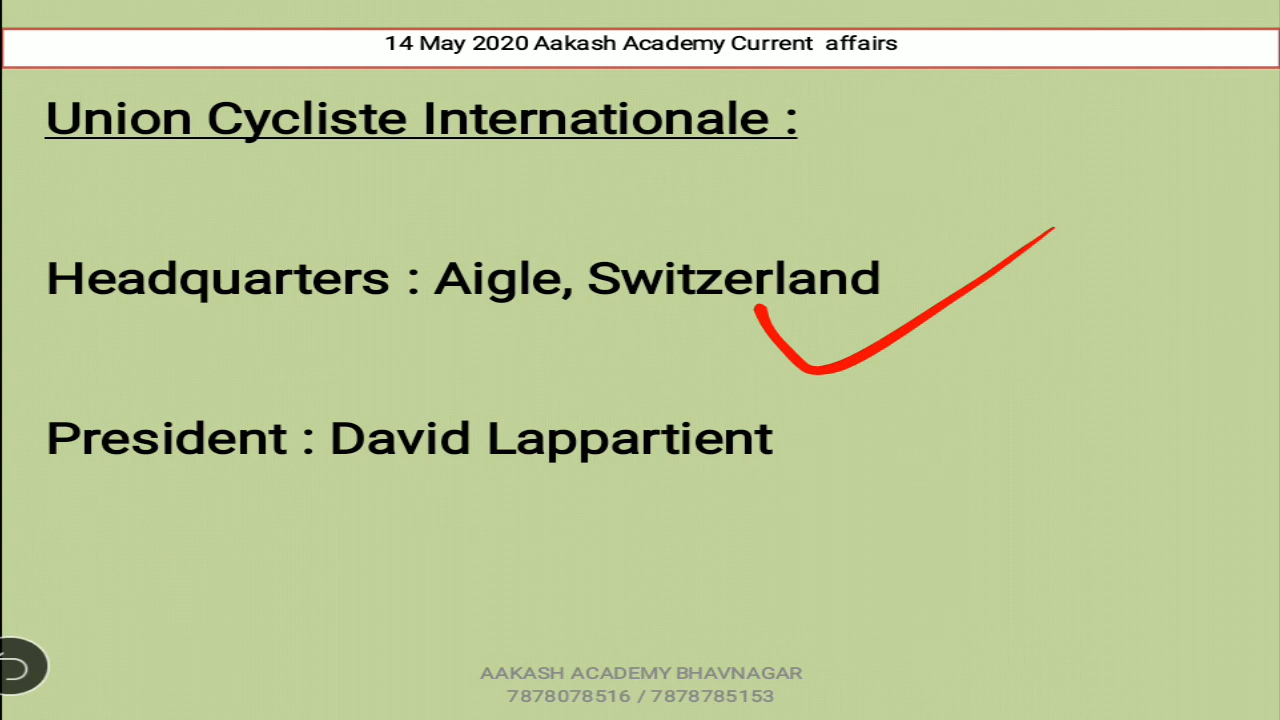 14 May 2020 Aakash Academy Current affairs
Union Cycliste Internationale :
Headquarters : Aigle, Switzerland
President : David Lappartient
AAKASH ACADEMY BHAVNAGAR
7878078516 / 7878785153